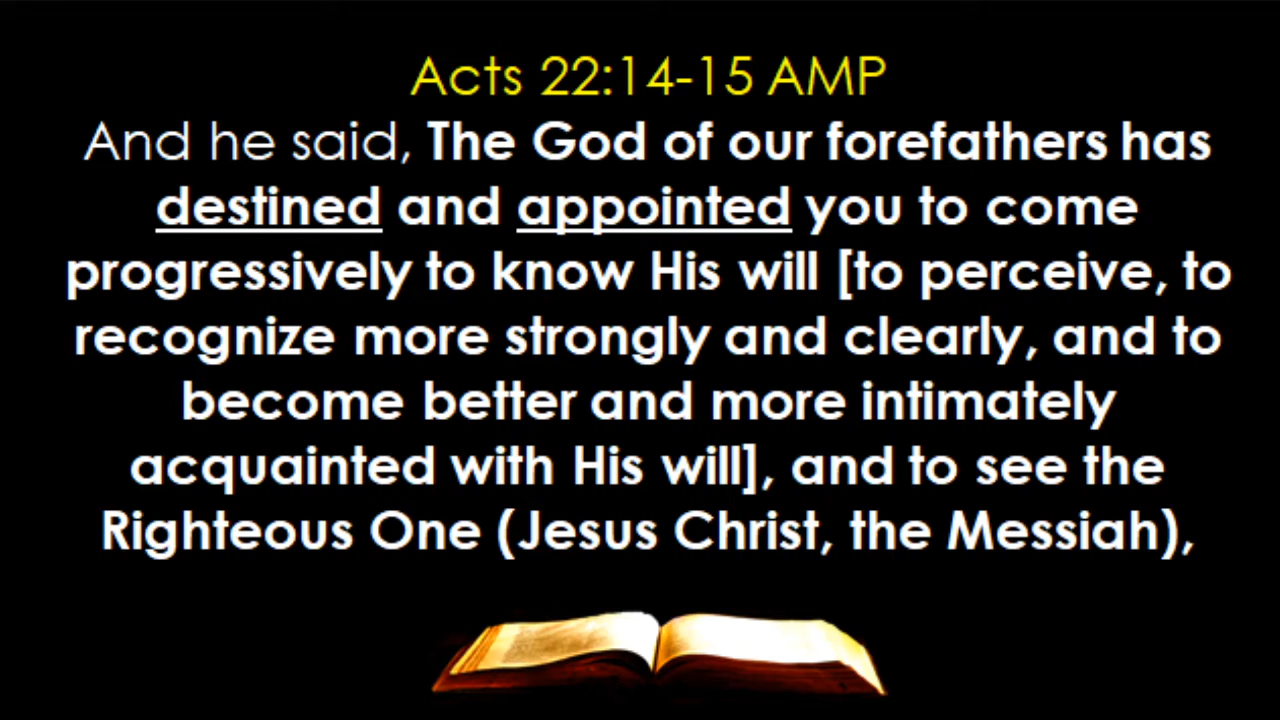 Acts 22:14-15 AMP
And he said, The God of our forefathers has
destined and appointed you to come
progressively to know His will [to perceive, to
recognize more strongly and clearly, and to
become better and more intimately
acquainted with His will], and to see the
Righteous One (Jesus Christ, the Messiah),